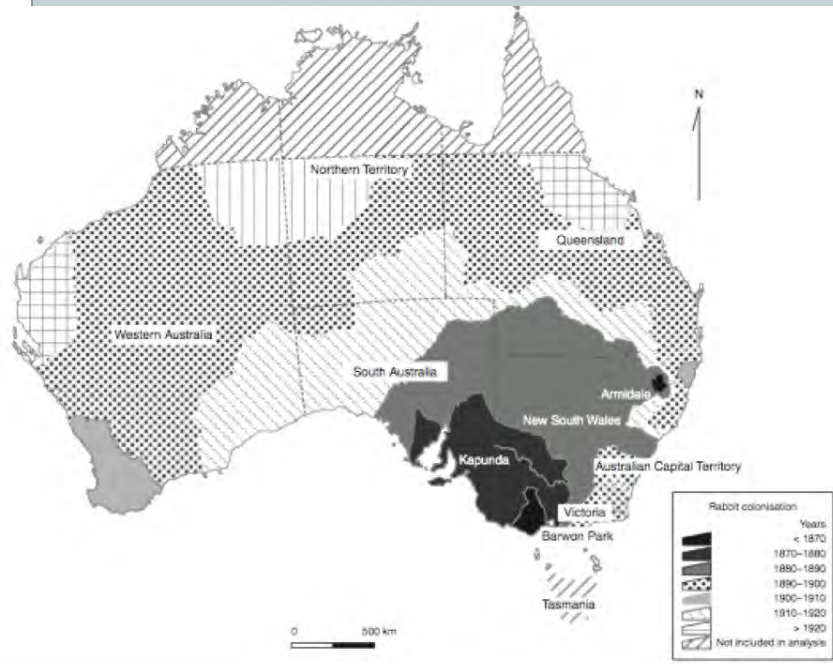 N
Northern Territory
Queensland
Western Australia
South Australia
Armidale
New South Wales
Kapunda
Australian Capital Territory
Victoria
Barwon Park
Tasmania
0 500 km
Rabbit colonisation
Years
< 1870
1870–1880
1880–1890
1890–1900
1900–1910
1910–1920
> 1920
Not included in analysis